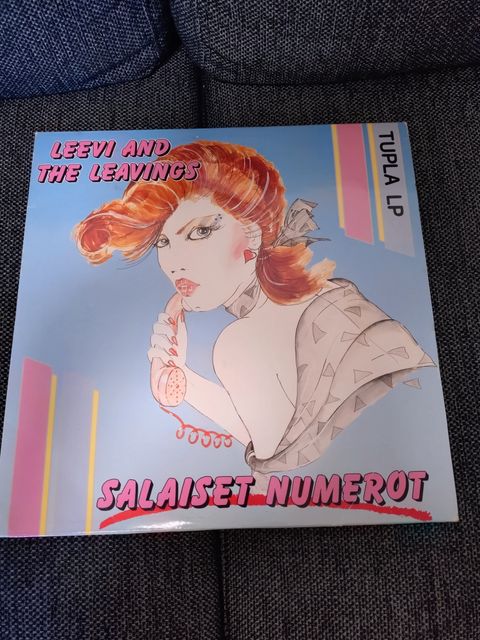 LEEVI AND
THE LEAVINGS
TUPLA LP
SALAISET NUMEROT